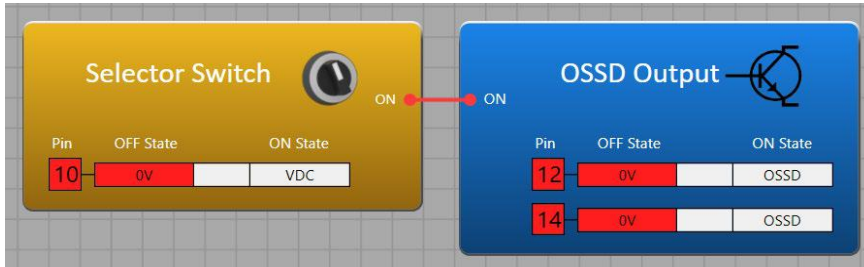 Selector Switch
ON
Pin OFF State ON State
10 0V VDC
OSSD Output
ON
Pin OFF State ON State
12 0V OSSD
14 0V OSSD